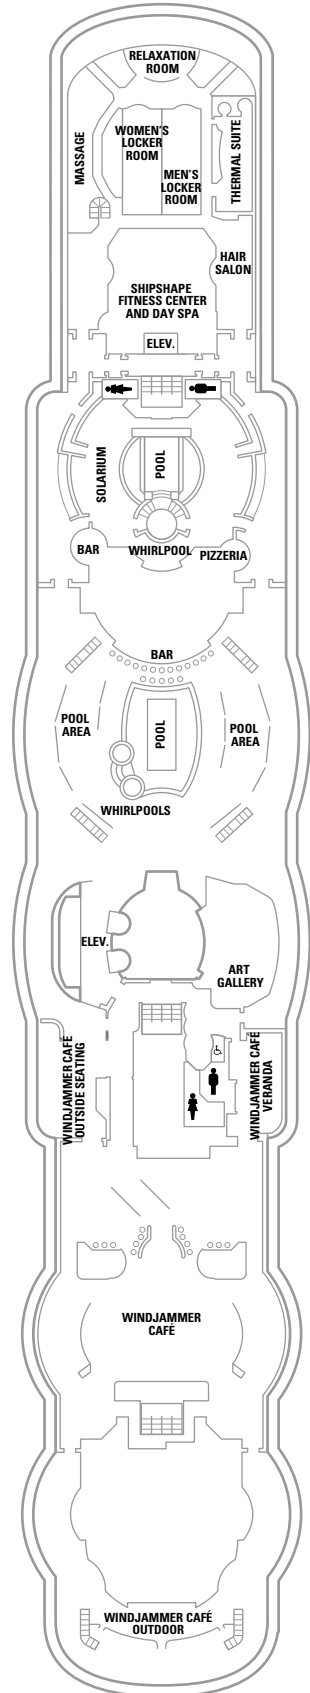 RELAXATION
ROOM
MASSAGE
WOMEN'S
LOCKER
ROOM
MEN'S
LOCKER
ROOM
THERMAL SUITE
HAIR
SALON
SHIPSHAPE
FITNESS CENTER
AND DAY SPA
ELEV.
SOLARIUM
POOL
BAR
WHIRLPOOL
PIZZERIA
BAR
POOL
AREA
POOL
POOL
AREA
WHIRLPOOLS
ELEV.
ART
GALLERY
WINDJAMMER CAFÉ
OUTSIDE SEATING
WINDJAMMER CAFÉ
VERANDA
WINDJAMMER
CAFÉ
WINDJAMMER CAFÉ
OUTDOOR